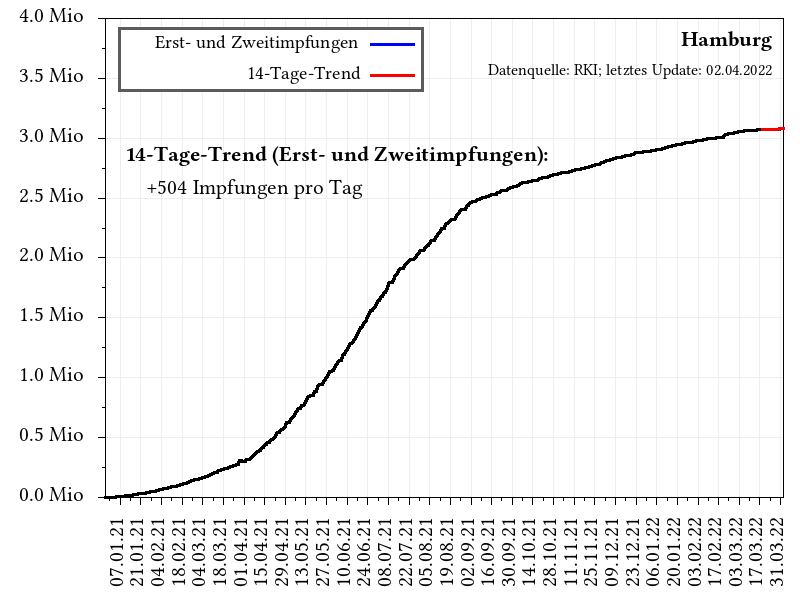 4.0 Mio
3.5 Mio
3.0 Mio
2.5 Mio
2.0 Mio
1.5 Mio
1.0 Mio
0.5 Mio
0.0 Mio
Erst- und Zweitimpfungen
14-Tage-Trend
Hamburg
Datenquelle: RKI; letztes Update: 02.04.2022
14-Tage-Trend (Erst- und Zweitimpfungen):
+504 Impfungen pro Tag
07.01.21
21.01.21
04.02.21
18.02.21
04.03.21
18.03.21
01.04.21
15.04.21
29.04.21
13.05.21
27.05.21
10.06.21
24.06.21
08.07.21
22.07.21
05.08.21
19.08.21
02.09.21
16.09.21
30.09.21
14.10.21
28.10.21
11.11.21
25.11.21
09.12.21
23.12.21
06.01.22
20.01.22
03.02.22
17.02.22
03.03.22
17.03.22
31.03.22